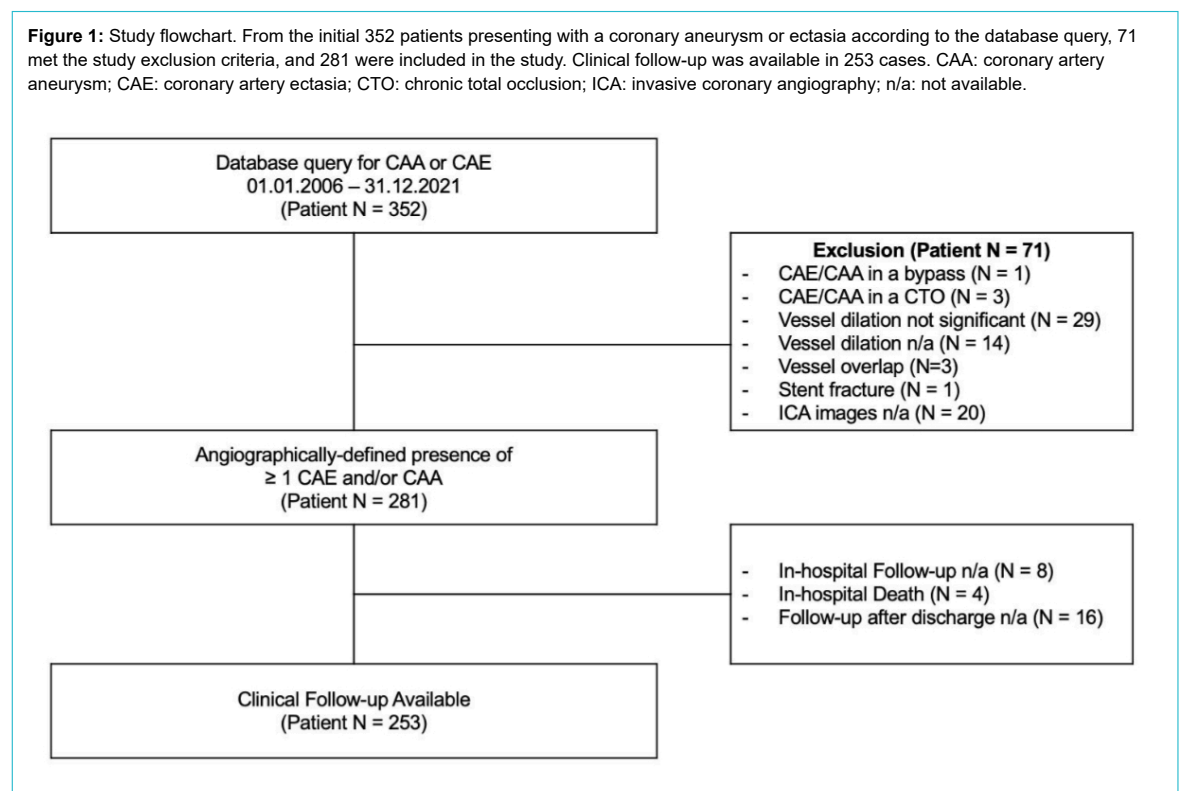 Figure 1: Study flowchart. From the initial 352 patients presenting with a coronary aneurysm or ectasia according to the database query, 71
met the study exclusion criteria, and 281 were included in the study. Clinical follow-up was available in 253 cases. CAA: coronary artery
aneurysm; CAE: coronary artery ectasia; CTO: chronic total occlusion; ICA: invasive coronary angiography; n/a: not available.
Database query for CAA or CAE
01.01.2006 – 31.12.2021
(Patient N = 352)
Exclusion (Patient N = 71)
- CAE/CAA in a bypass (N = 1)
- CAE/CAA in a CTO (N = 3)
- Vessel dilation not significant (N = 29)
- Vessel dilation n/a (N = 14)
- Vessel overlap (N=3)
- Stent fracture (N = 1)
- ICA images n/a (N = 20)
Angiographically-defined presence of
≥ 1 CAE and/or CAA
(Patient N = 281)
- In-hospital Follow-up n/a (N = 8)
- In-hospital Death (N = 4)
- Follow-up after discharge n/a (N = 16)
Clinical Follow-up Available
(Patient N = 253)